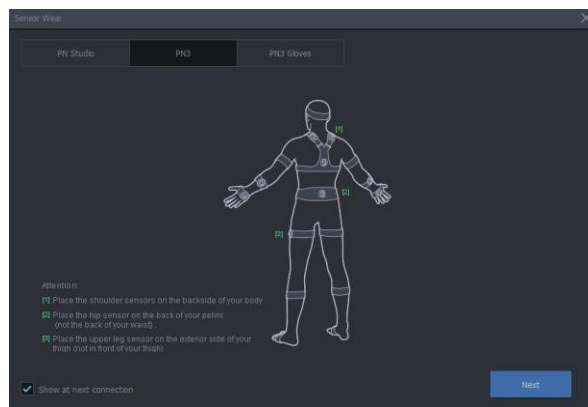 Sensor Wear
PN Studio
PN3
PN3 Gloves
[1]
[2]
[3]
Attention:
[1] Place the shoulder sensors on the backside of your body
[2] Place the hip sensor on the back of your pelvis
(not the back of your waist) .
[3] Place the upper leg sensor on the exterior side of your
thigh (not in front of your thigh)
Show at next connection
Next